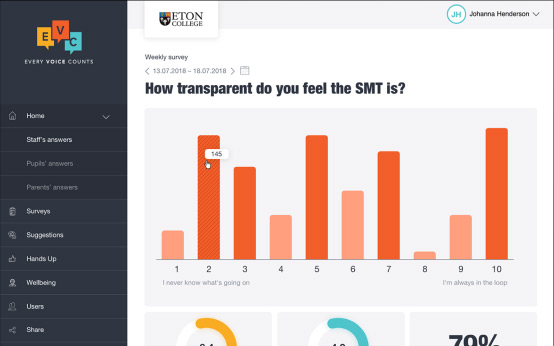 EVC
EVERY VOICE COUNTS
Home
Staff's answers
Pupils' answers
Parents' answers
Surveys
Suggestions
Hands Up
Wellbeing
Users
Share
ETON
COLLEGE
JH Johanna Henderson
Weekly survey
13.07.2018 – 18.07.2018
How transparent do you feel the SMT is?
145
1 2 3 4 5 6 7 8 9 10
I never know what's going on I'm always in the loop